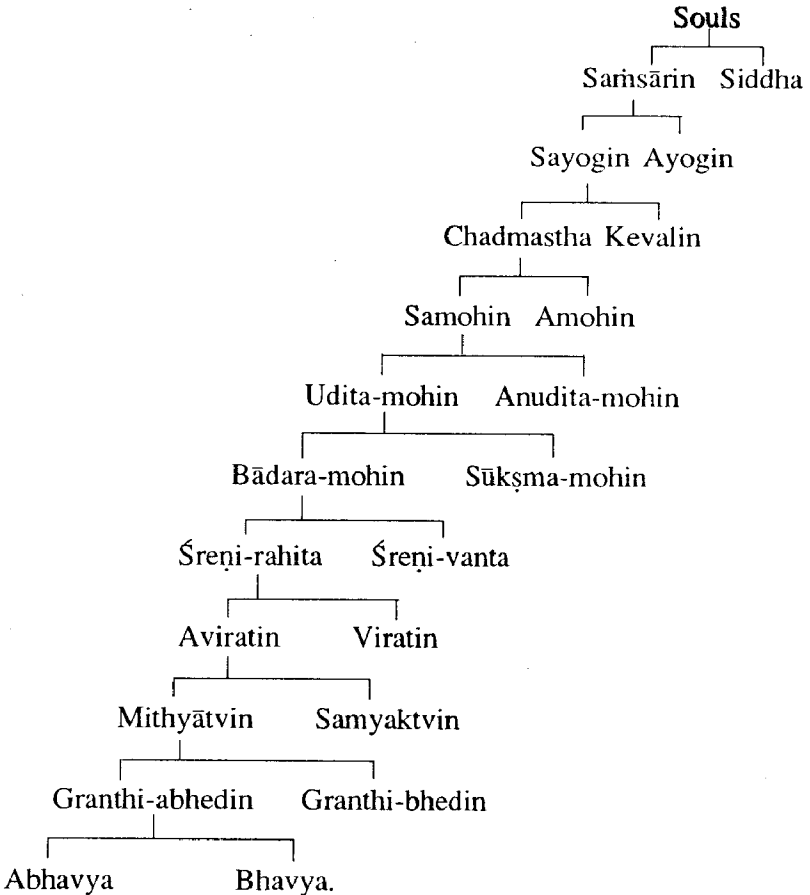 Souls
Saṁsārin Siddha
Sayogin Ayogin
Chadmastha Kevalin
Samohin Amohin
Udita-mohin Anudita-mohin
Bādara-mohin Sūkṣma-mohin
Śreṇi-rahita Śreṇi-vanta
Aviratin Viratin
Mithyātvin Samyaktvin
Granthi-abhedin Granthi-bhedin
Abhavya Bhavya.